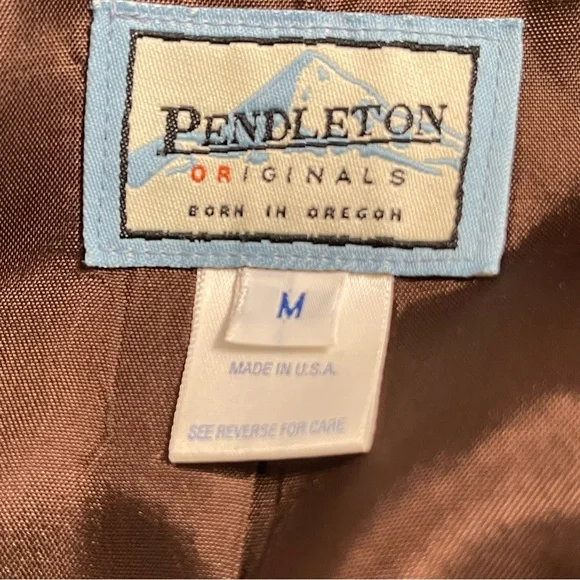 PENDLETON
ORIGINALS
BORN IN OREGON
M
MADE IN U.S.A.
SEE REVERSE FOR CARE